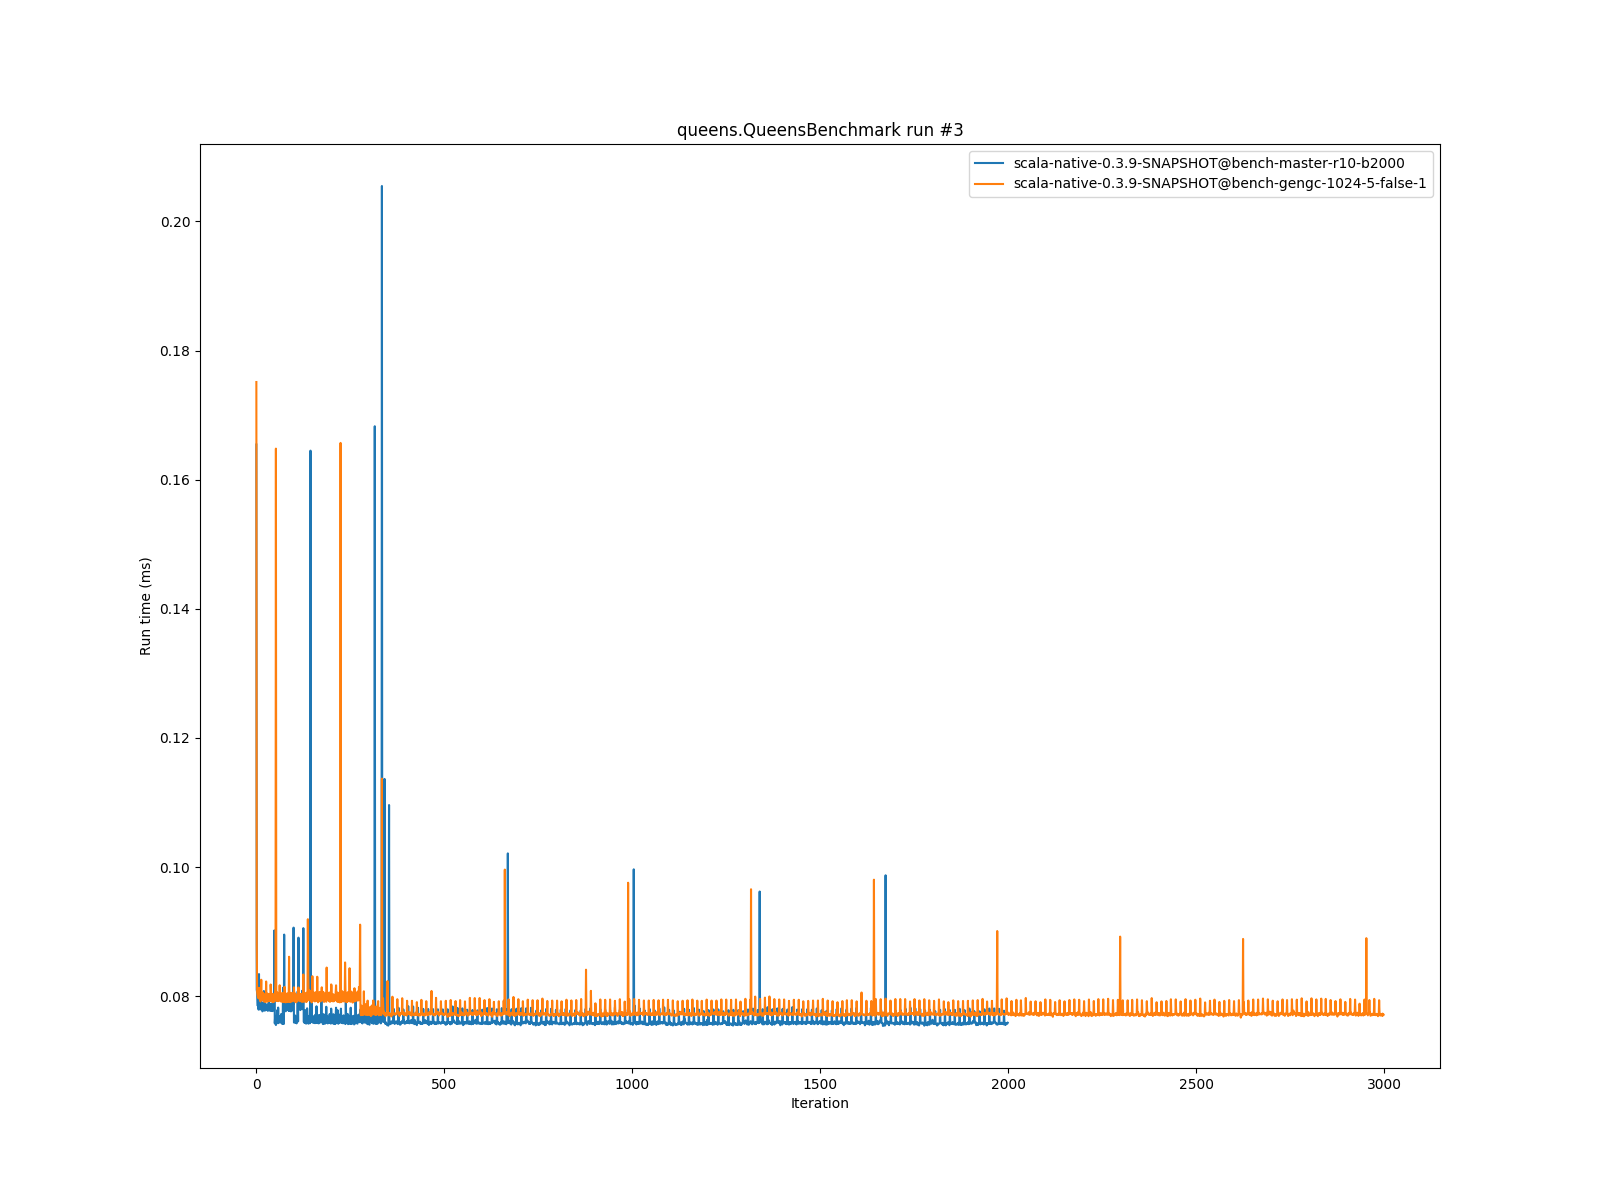 queens.QueensBenchmark run #3
scala-native-0.3.9-SNAPSHOT@bench-master-r10-b2000
scala-native-0.3.9-SNAPSHOT@bench-gengc-1024-5-false-1
Run time (ms)
0.20
0.18
0.16
0.14
0.12
0.10
0.08
0 500 1000 1500 2000 2500 3000
Iteration